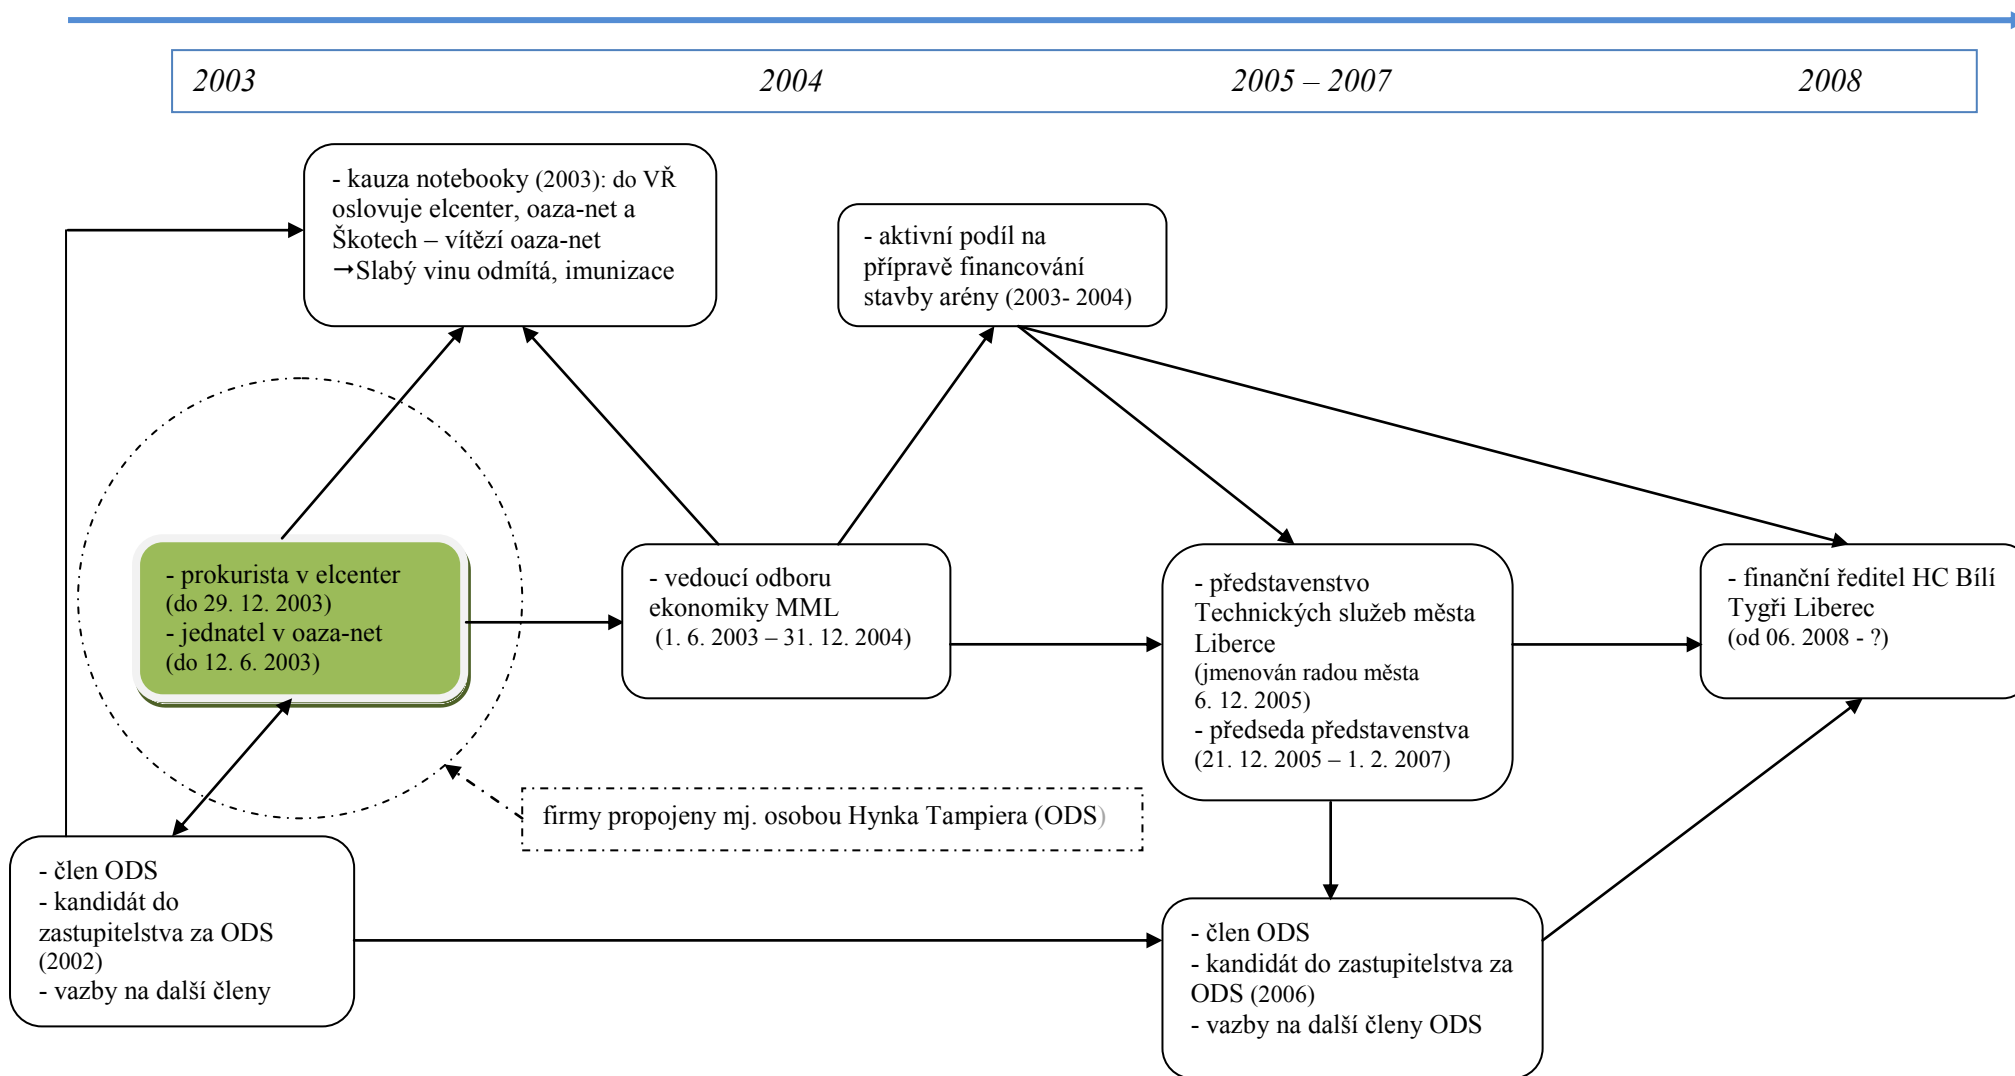 2003 2004 2005 – 2007 2008
- kauza notebooky (2003): do VŘ
oslovuje elcenter, oaza-net a
Škotech – vítězí oaza-net
→Slabý vinu odmítá, imunizace
- aktivní podíl na
přípravě financování
stavby arény (2003- 2004)
- prokurista v elcenter
(do 29. 12. 2003)
- jednatel v oaza-net
(do 12. 6. 2003)
- vedoucí odboru
ekonomiky MML
(1. 6. 2003 – 31. 12. 2004)
- představenstvo
Technických služeb města
Liberce
(jmenován radou města
6. 12. 2005)
- předseda představenstva
(21. 12. 2005 – 1. 2. 2007)
- finanční ředitel HC Bílí
Tygři Liberec
(od 06. 2008 - ?)
firmy propojeny mj. osobou Hynka Tampiera (ODS)
- člen ODS
- kandidát do
zastupitelstva za ODS
(2002)
- vazby na další členy
- člen ODS
- kandidát do zastupitelstva za
ODS (2006)
- vazby na další členy ODS